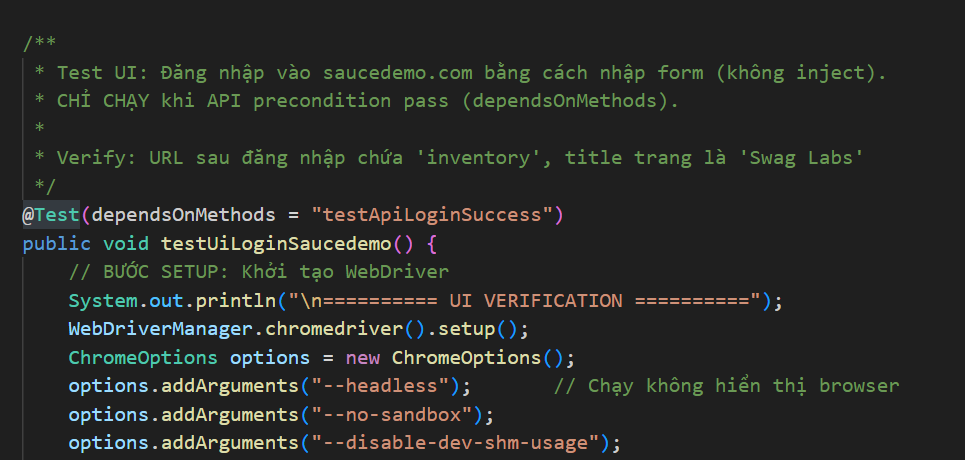 /**
 * Test UI: Đăng nhập vào saucedemo.com bằng cách nhập form (không inject).
 * CHỈ CHẠY khi API precondition pass (dependsOnMethods).
 *
 * Verify: URL sau đăng nhập chứa 'inventory', title trang là 'Swag Labs'
 */
@Test(dependsOnMethods = "testApiLoginSuccess")
public void testUiLoginSaucedemo() {
    // BƯỚC SETUP: Khởi tạo WebDriver
    System.out.println("\n========== UI VERIFICATION ==========");
    WebDriverManager.chromedriver().setup();
    ChromeOptions options = new ChromeOptions();
    options.addArguments("--headless");       // Chạy không hiển thị browser
    options.addArguments("--no-sandbox");
    options.addArguments("--disable-dev-shm-usage");